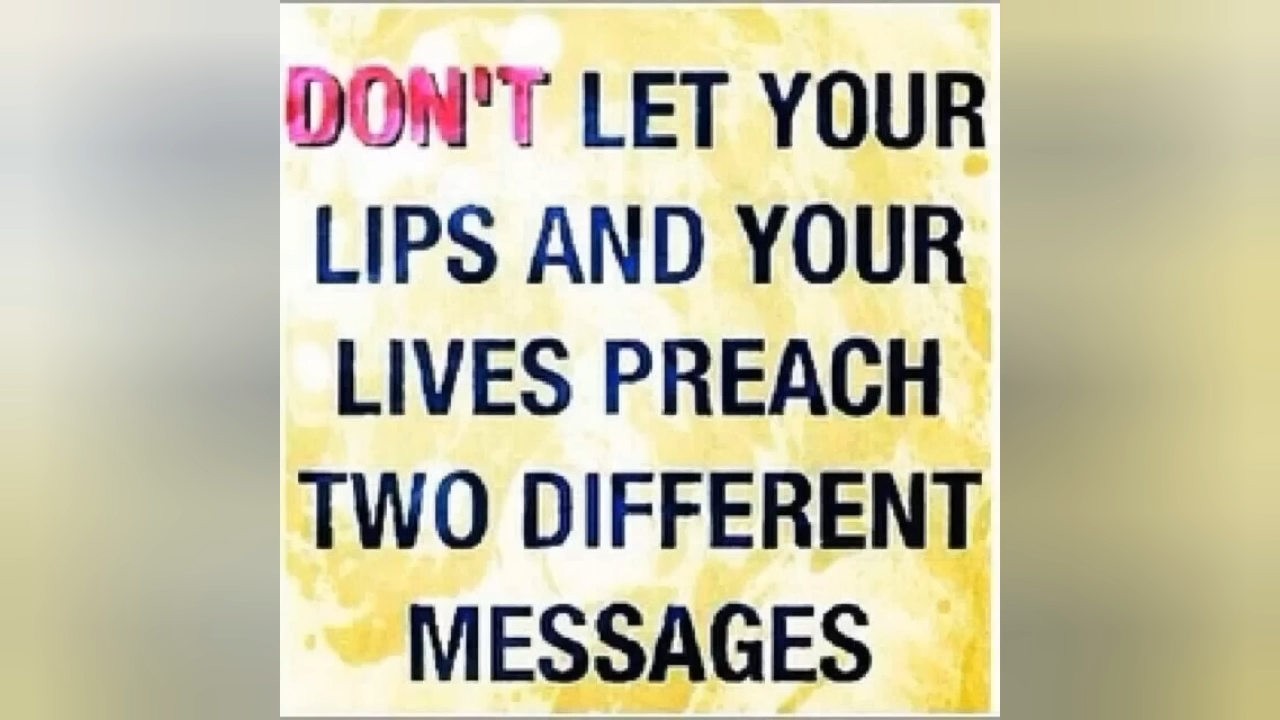 DON'T LET YOUR
LIPS AND YOUR
LIVES PREACH
TWO DIFFERENT
MESSAGES